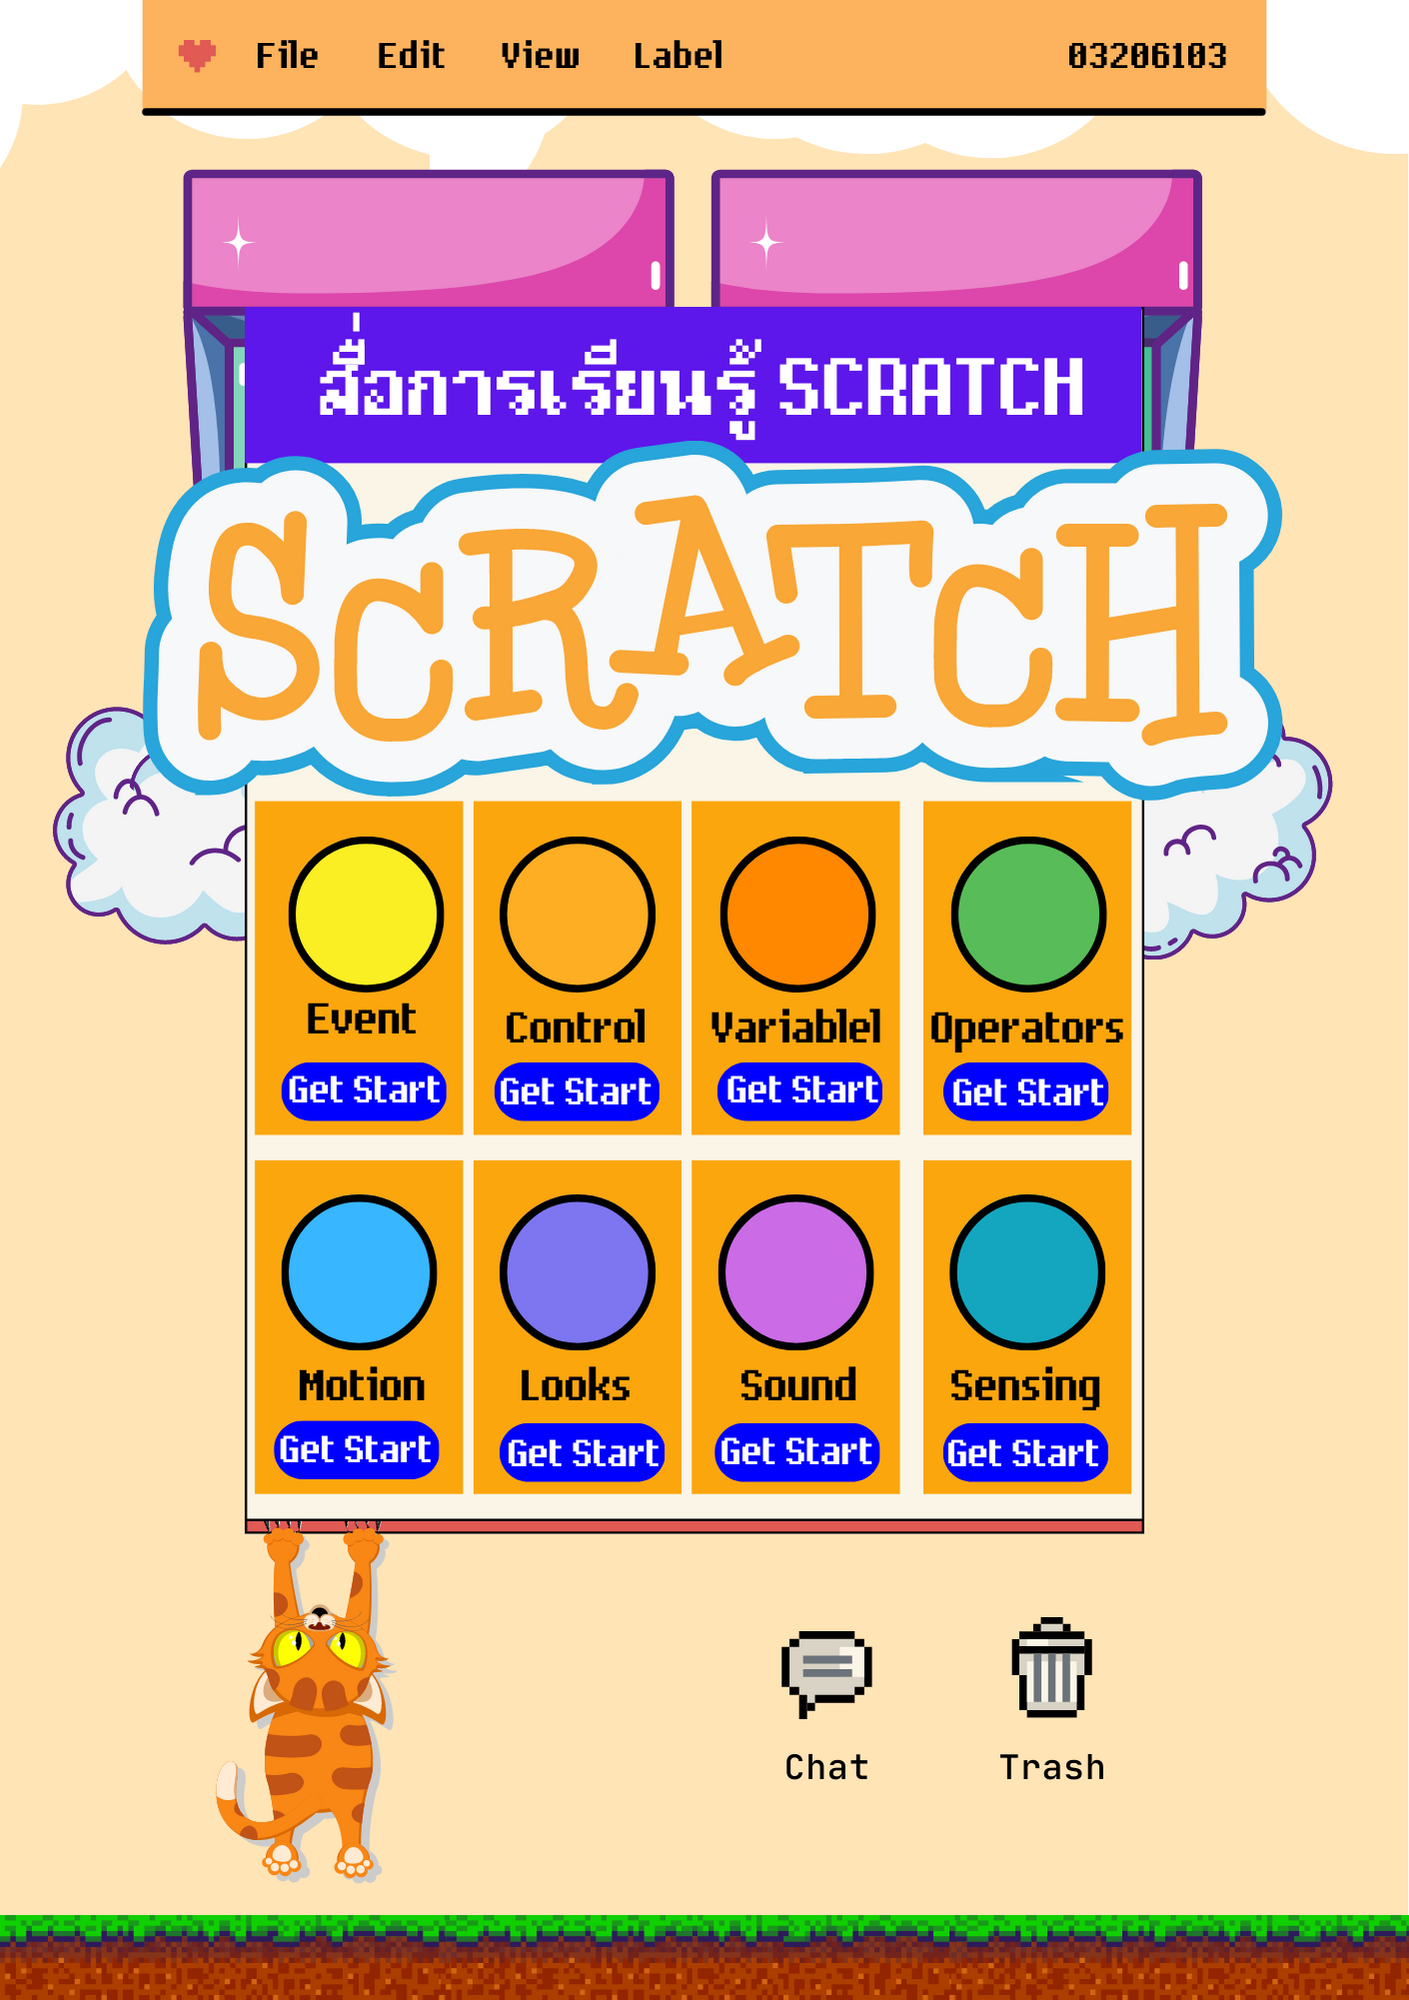 File Edit View Label 03206103
สื่อการเรียนรู้ SCRATCH
SCRATCH
Event Control Variablel Operators
Get Start Get Start Get Start Get Start
Motion Looks Sound Sensing
Get Start Get Start Get Start Get Start
Chat Trash